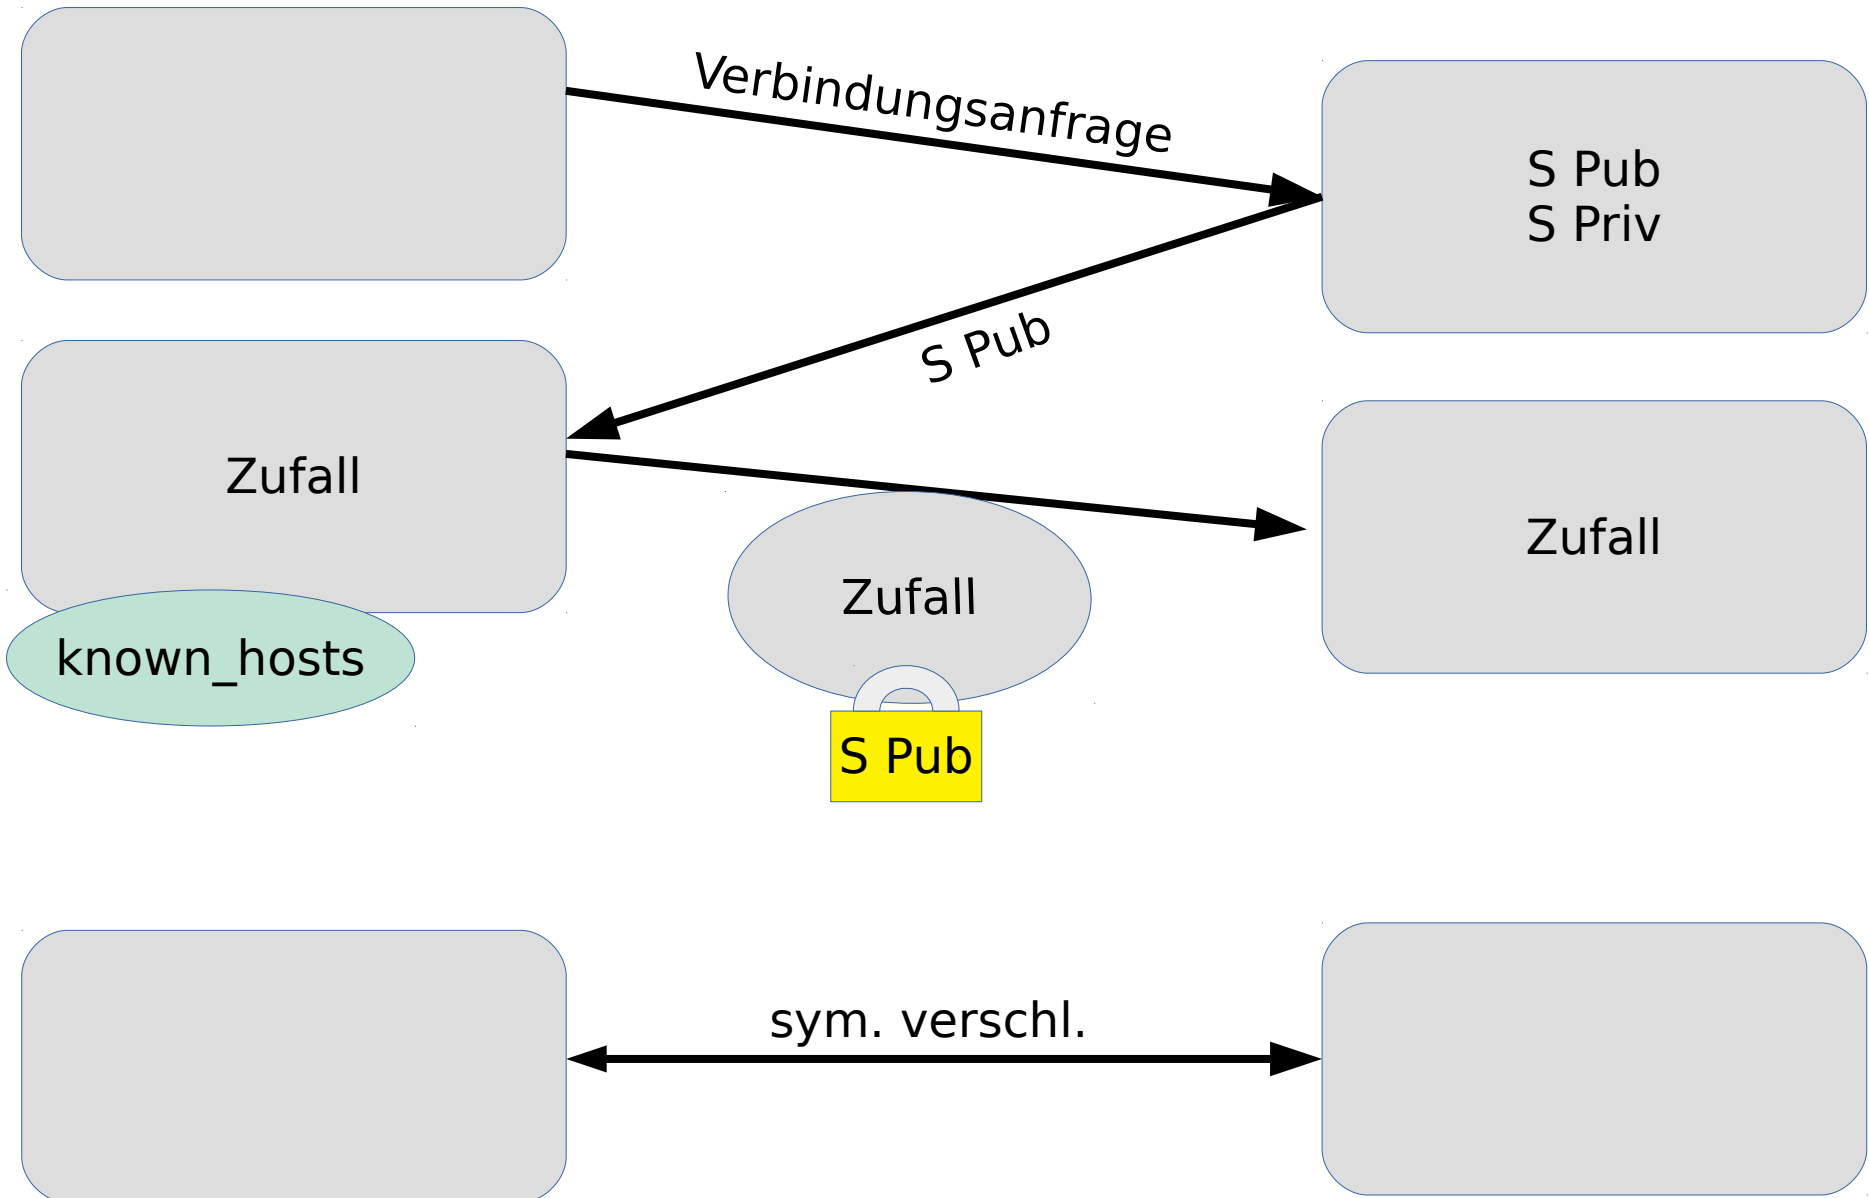 Verbindungsanfrage
S Pub
S Priv
S Pub
Zufall
Zufall
Zufall
known_hosts
S Pub
sym. verschl.